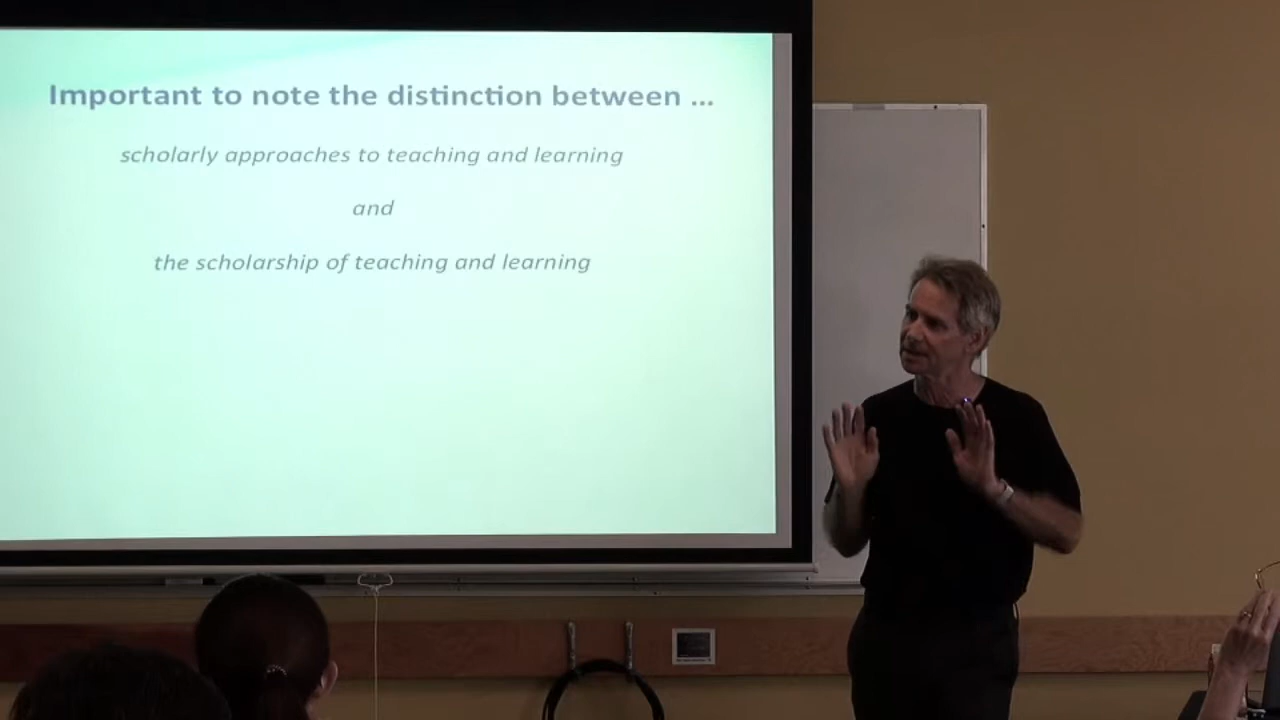 Important to note the distinction between ...
scholarly approaches to teaching and learning
and
the scholarship of teaching and learning